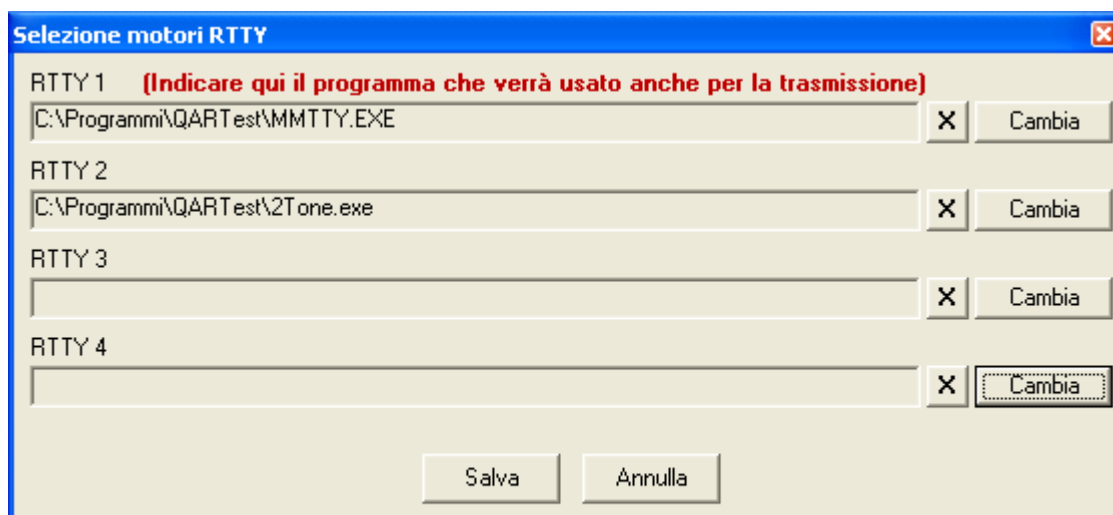 Selezione motori RTTY
RTTY 1 (Indicare qui il programma che verrà usato anche per la trasmissione)
C:\Programmi\QARTest\MMTTY.EXE X Cambia
RTTY 2
C:\Programmi\QARTest\2Tone.exe X Cambia
RTTY 3
X Cambia
RTTY 4
X Cambia
Salva Annulla